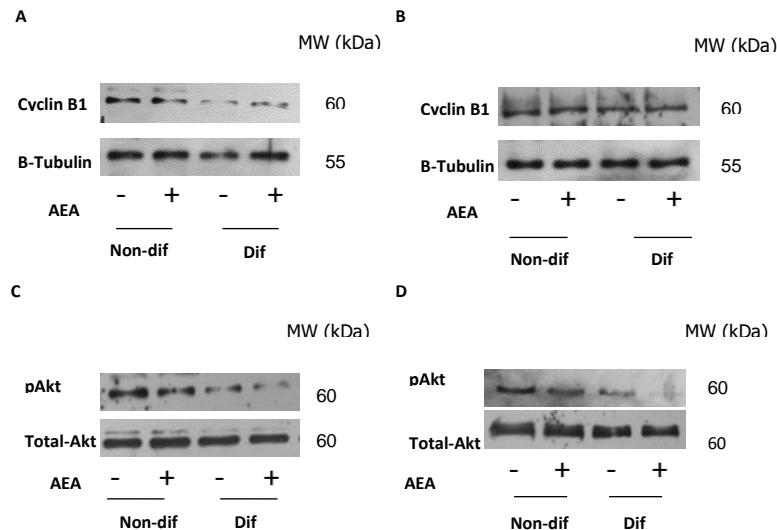 A
MW (kDa)
Cyclin B1
60
B-Tubulin
55
- +
- +
AEA
Non-dif
Dif
B
MW (kDa)
Cyclin B1
60
B-Tubulin
55
- +
- +
AEA
Non-dif
Dif
C
MW (kDa)
pAkt
60
Total-Akt
60
- +
- +
AEA
Non-dif
Dif
D
MW (kDa)
pAkt
60
Total-Akt
60
- +
- +
AEA
Non-dif
Dif